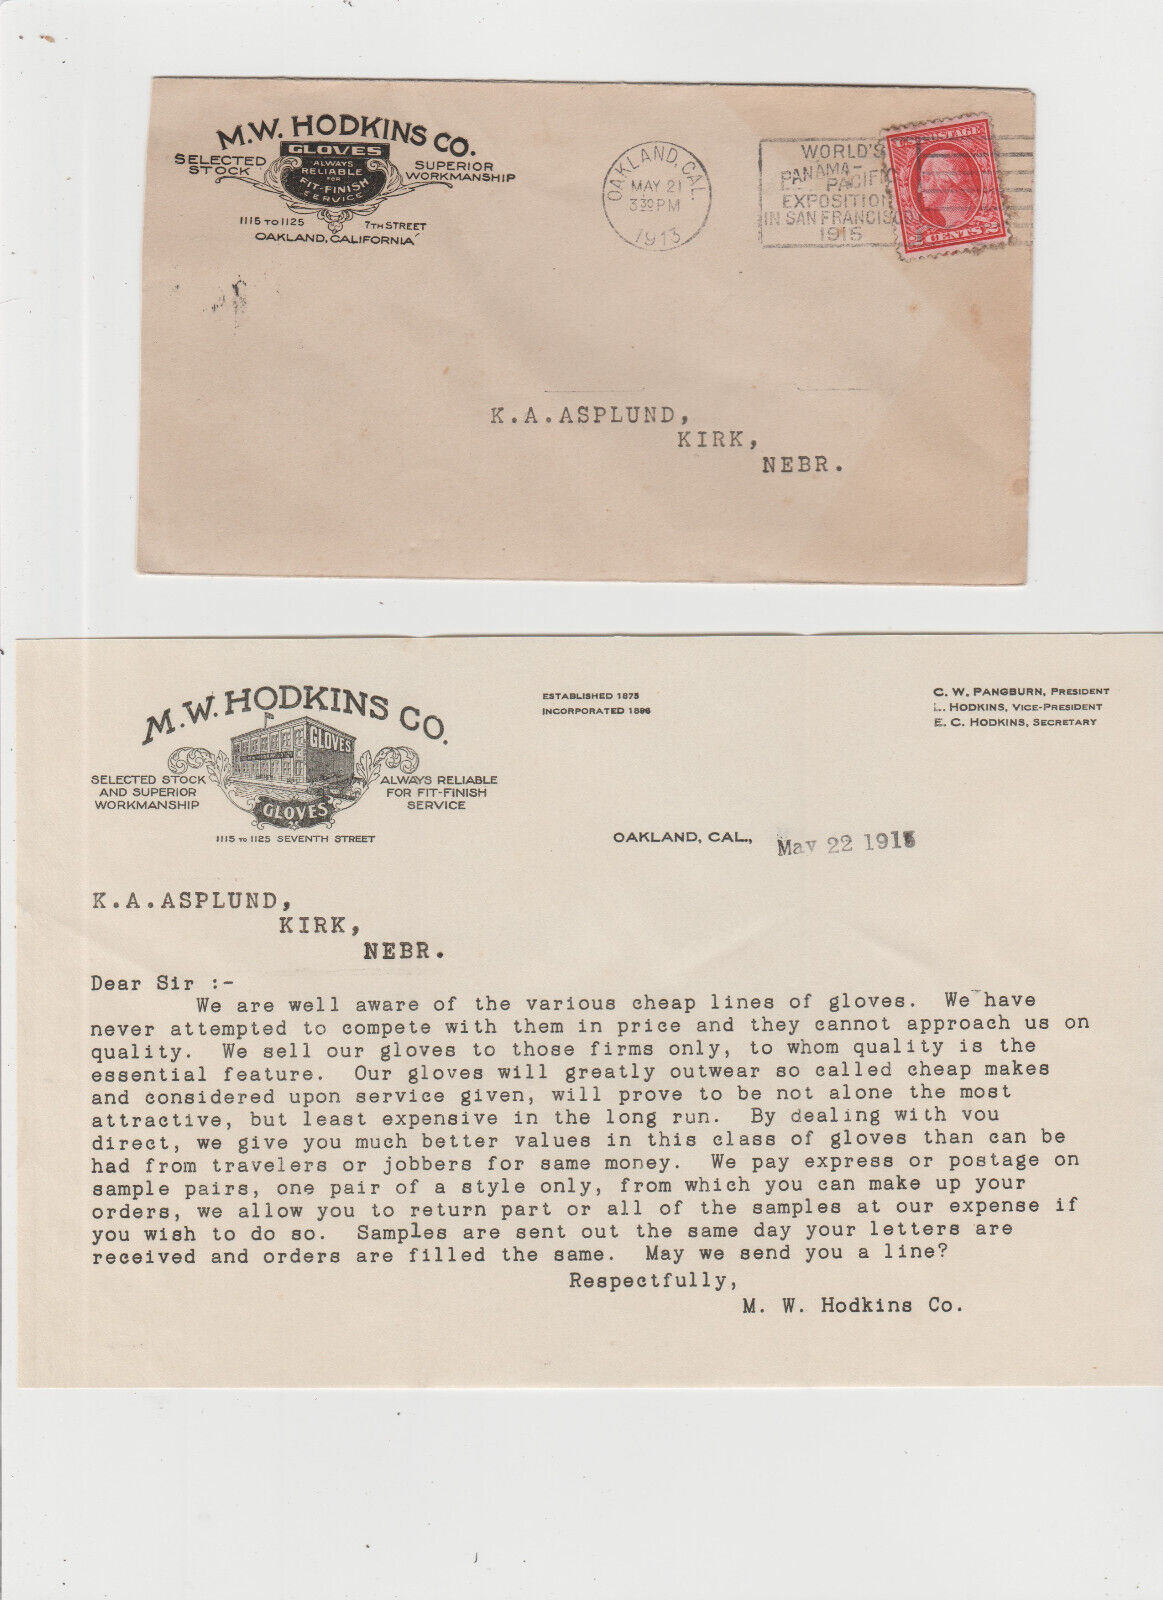 M.W. HODKINS CO.
GLOVES
SELECTED STOCK
ALWAYS RELIABLE FOR FIT-FINISH SERVICE
SUPERIOR WORKMANSHIP
1115 TO 1125 7TH STREET
OAKLAND, CALIFORNIA
OAKLAND, CAL.
MAY 21
3 30 PM
1913
WORLD'S
PANAMA-
PACIFIC
EXPOSITION
IN SAN FRANCISCO
1915
U.S. POSTAGE
2 CENTS 2
K.A.ASPLUND,
KIRK,
NEBR.
M.W. HODKINS CO.
GLOVES
SELECTED STOCK
AND SUPERIOR
WORKMANSHIP
GLOVES
ALWAYS RELIABLE
FOR FIT-FINISH
SERVICE
1115 TO 1125 SEVENTH STREET
ESTABLISHED 1875
INCORPORATED 1896
C. W. PANGBURN, PRESIDENT
L. HODKINS, VICE-PRESIDENT
E. C. HODKINS, SECRETARY
OAKLAND, CAL., May 22
K.A.ASPLUND,
KIRK,
NEBR.
Dear Sir :-
We are well aware of the various cheap lines of gloves. We have
never attempted to compete with them in price and they cannot approach us on
quality. We sell our gloves to those firms only, to whom quality is the
essential feature. Our gloves will greatly outwear so called cheap makes
and considered upon service given, will prove to be not alone the most
attractive, but least expensive in the long run. By dealing with you
direct, we give you much better values in this class of gloves than can be
had from travelers or jobbers for same money. We pay express or postage on
sample pairs, one pair of a style only, from which you can make up your
orders, we allow you to return part or all of the samples at our expense if
you wish to do so. Samples are sent out the same day your letters are
received and orders are filled the same. May we send you a line?
Respectfully,
M. W. Hodkins Co.